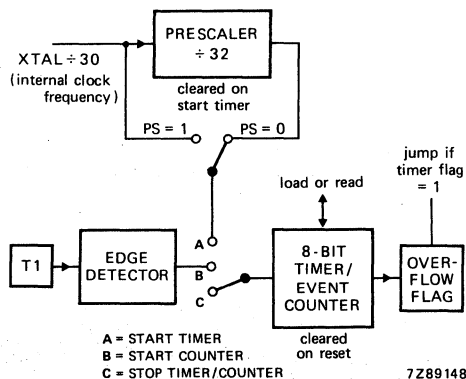 PRESCALER
÷ 32
XTAL ÷ 30
(internal clock
frequency)
cleared on
start timer
PS = 1
PS = 0
jump if
timer flag
= 1
load or read
A
T1
EDGE
DETECTOR
B
C
8-BIT
TIMER/
EVENT
COUNTER
OVER-
FLOW
FLAG
A = START TIMER
B = START COUNTER
C = STOP TIMER/COUNTER
cleared
on reset
7Z89148